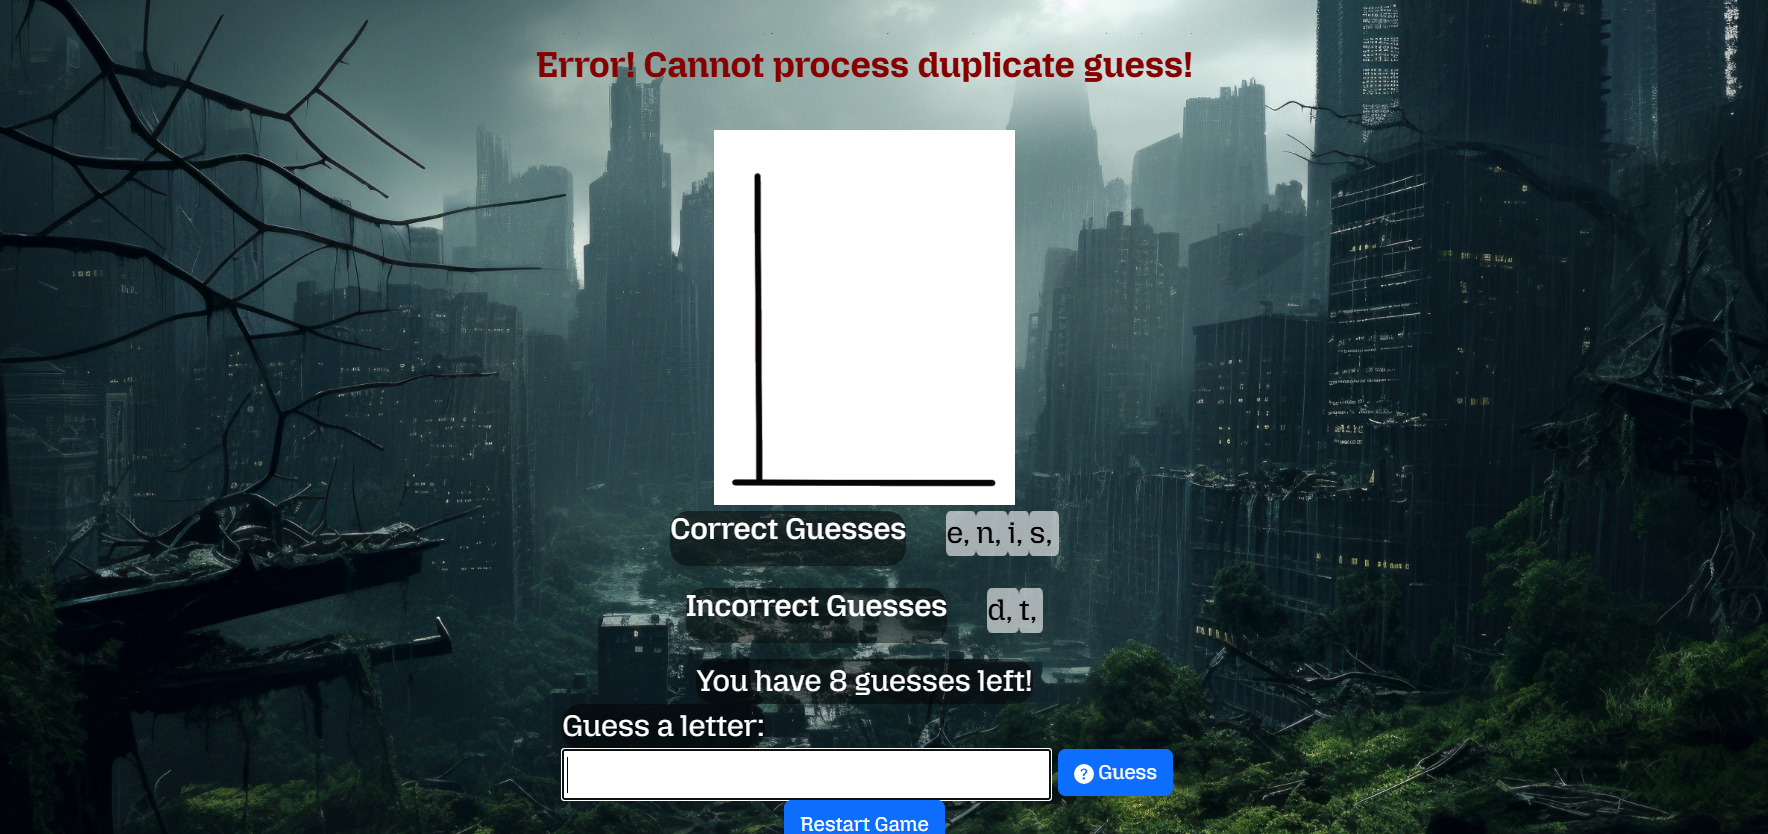 Error! Cannot process duplicate guess!
Correct Guesses e, n, i, s,
Incorrect Guesses d, t,
You have 8 guesses left!
Guess a letter:
Guess
Restart Game